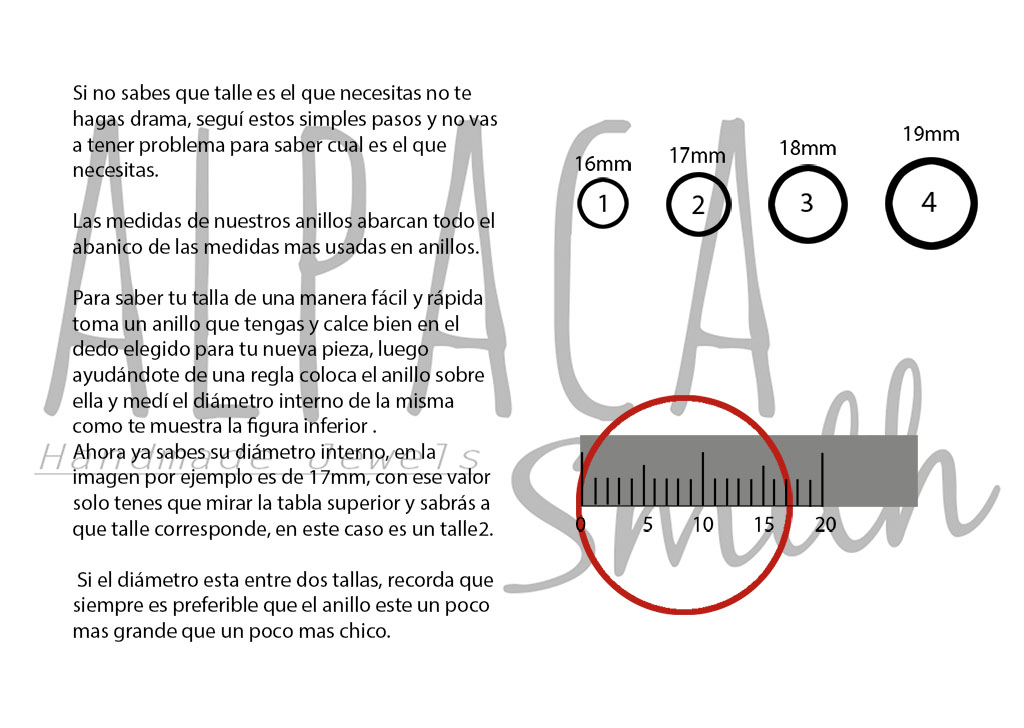 Si no sabes que talle es el que necesitas no te
hagas drama, seguí estos simples pasos y no vas
a tener problema para saber cual es el que
necesitas.
Las medidas de nuestros anillos abarcan todo el
abanico de las medidas mas usadas en anillos.
Para saber tu talla de una manera fácil y rápida
toma un anillo que tengas y calce bien en el
dedo elegido para tu nueva pieza, luego
ayudándote de una regla coloca el anillo sobre
ella y medí el diámetro interno de la misma
como te muestra la figura inferior .
Ahora ya sabes su diámetro interno, en la
imagen por ejemplo es de 17mm, con ese valor
solo tenes que mirar la tabla superior y sabrás a
que talle corresponde, en este caso es un talle2.
Si el diámetro esta entre dos tallas, recorda que
siempre es preferible que el anillo este un poco
mas grande que un poco mas chico.
16mm 17mm 18mm 19mm
1 2 3 4
0 5 10 15 20
ALPACA
Smith
Handmade Jewels